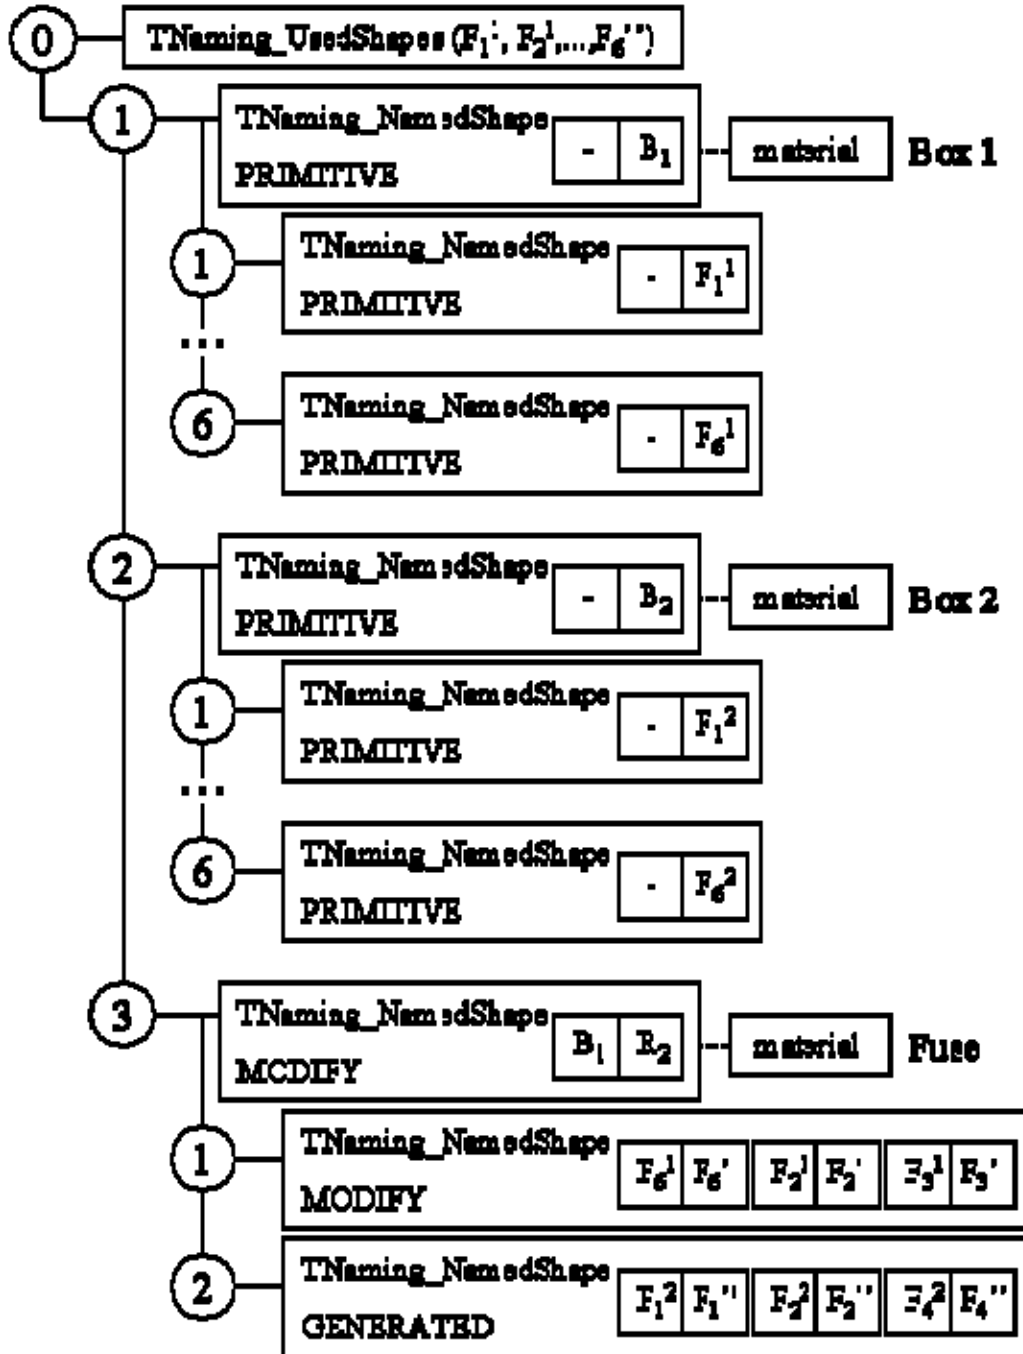 0 TNaming_UsedShapes (F₁¹, F₂¹,...,F₆'')
1 TNaming_NamedShape
PRIMITIVE - B₁ material Box 1
1 TNaming_NamedShape
PRIMITIVE - F₁¹
...
6 TNaming_NamedShape
PRIMITIVE - F₆¹
2 TNaming_NamedShape
PRIMITIVE - B₂ material Box 2
1 TNaming_NamedShape
PRIMITIVE - F₁²
...
6 TNaming_NamedShape
PRIMITIVE - F₆²
3 TNaming_NamedShape
MODIFY B₁ R₂ material Fuse
1 TNaming_NamedShape
MODIFY F₆¹ F₆' F₂¹ F₂' F₃¹ F₃'
2 TNaming_NamedShape
GENERATED F₁² F₁'' F₂² F₂'' F₄² F₄''